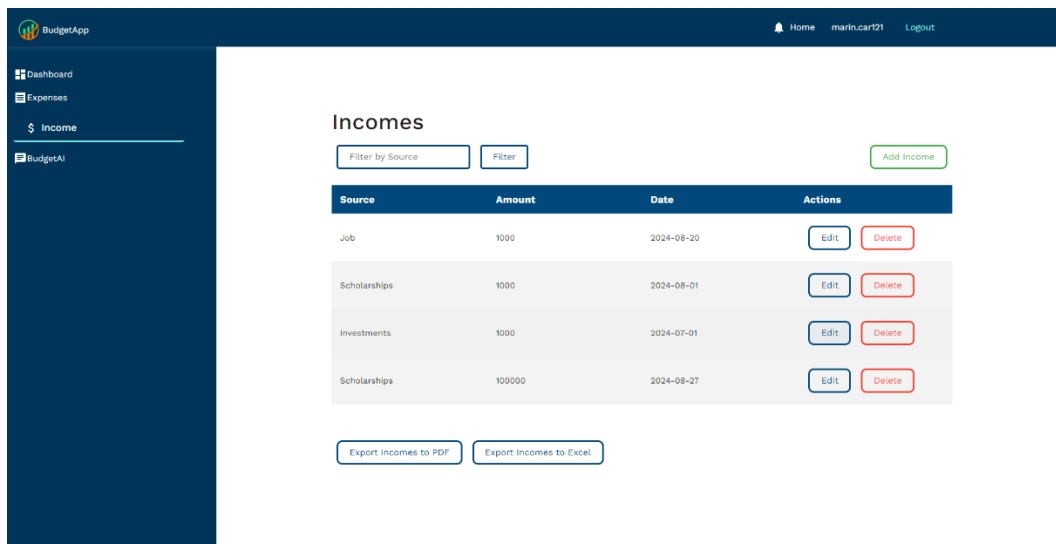 BudgetApp
Home marin.car121 Logout
Dashboard
Expenses
$ Income
BudgetAI
Incomes
Filter by Source Filter Add Income
Source Amount Date Actions
Job 1000 2024-08-20 Edit Delete
Scholarships 1000 2024-08-01 Edit Delete
Investments 1000 2024-07-01 Edit Delete
Scholarships 100000 2024-08-27 Edit Delete
Export Incomes to PDF Export Incomes to Excel